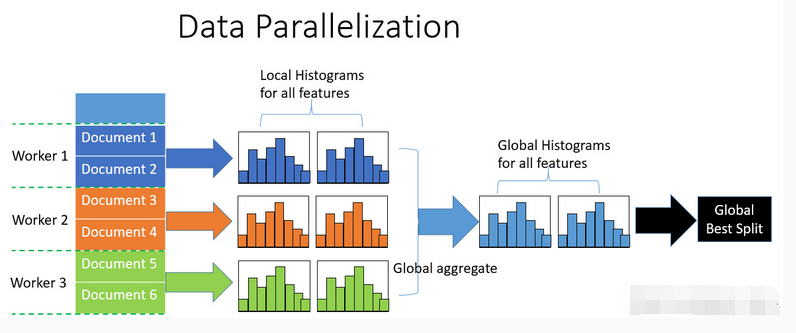 Data Parallelization
Local Histograms
for all features
Document 1
Worker 1
Document 2
Document 3
Worker 2
Document 4
Document 5
Worker 3
Document 6
Global aggregate
Global Histograms
for all features
Global
Best Split